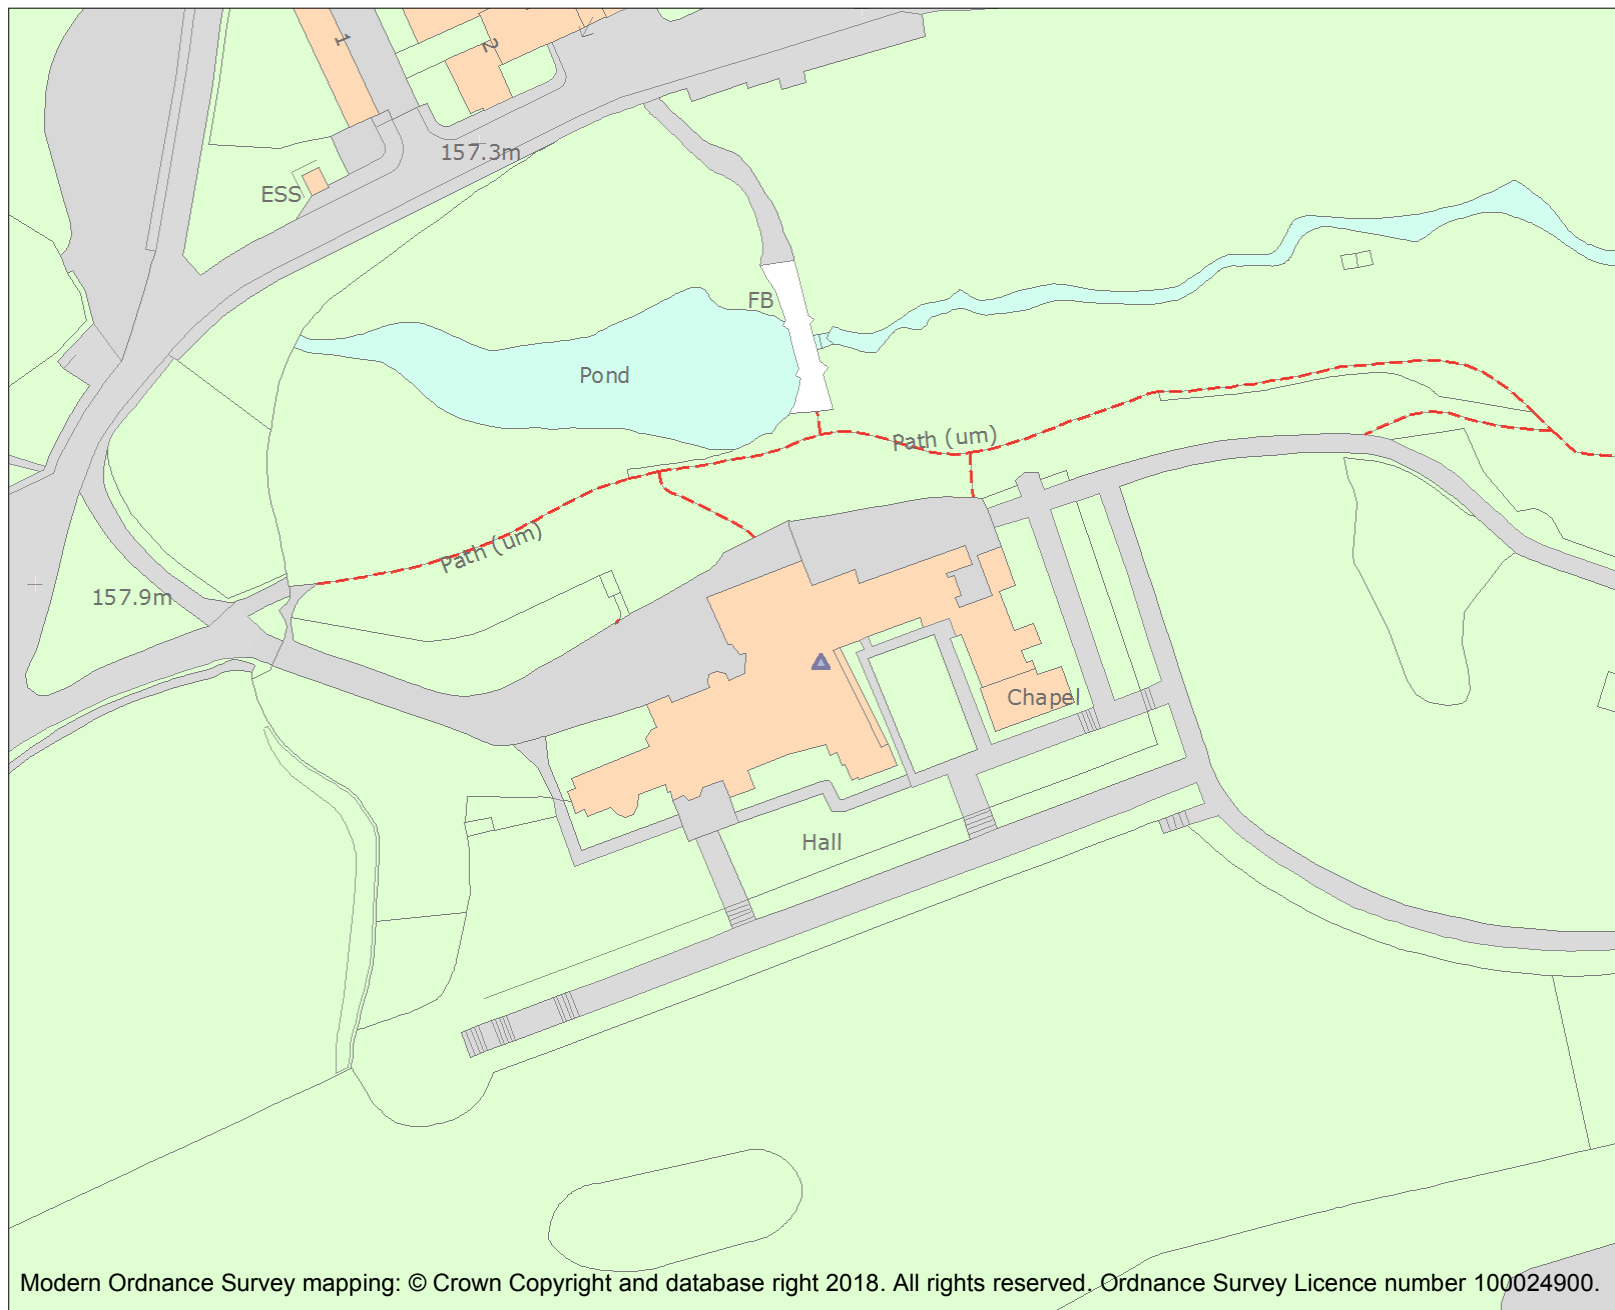 1
2
157.3m
ESS
FB
Pond
Path (um)
Path (um)
157.9m
Chapel
Hall
Modern Ordnance Survey mapping: © Crown Copyright and database right 2018. All rights reserved. Ordnance Survey Licence number 100024900.